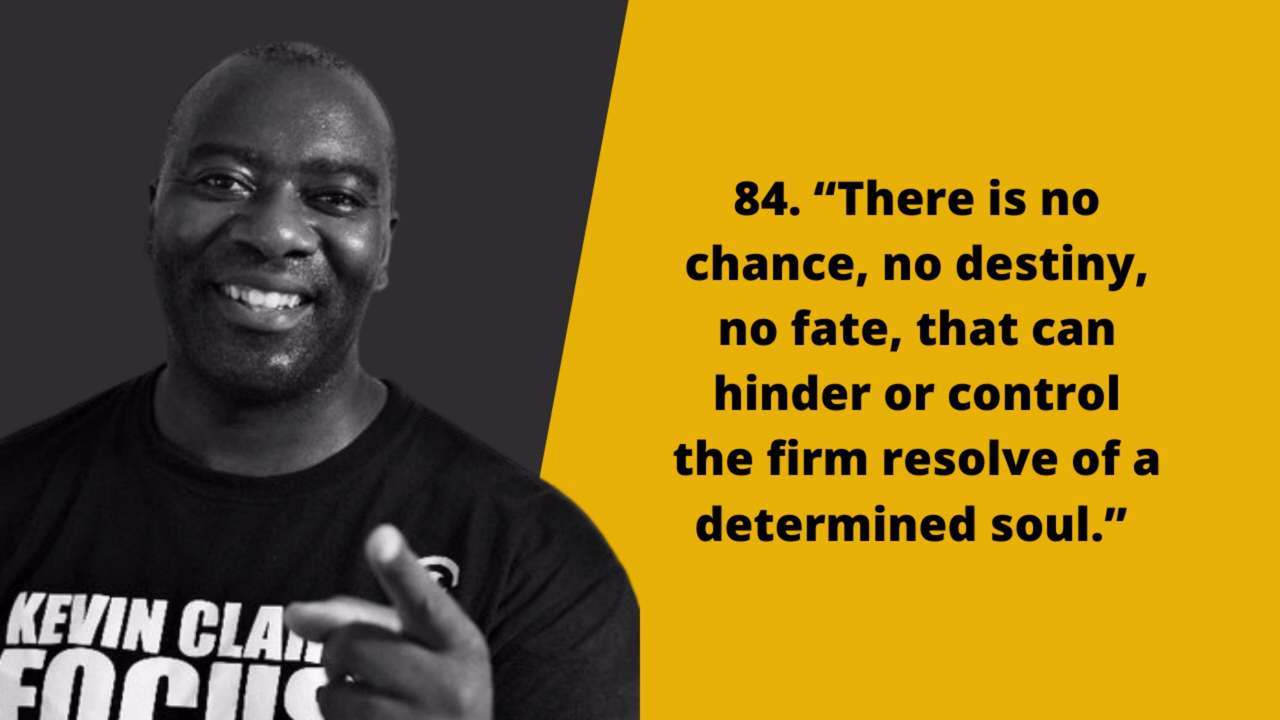 84. “There is no
chance, no destiny,
no fate, that can
hinder or control
the firm resolve of a
determined soul.”
KEVIN
FOCUS